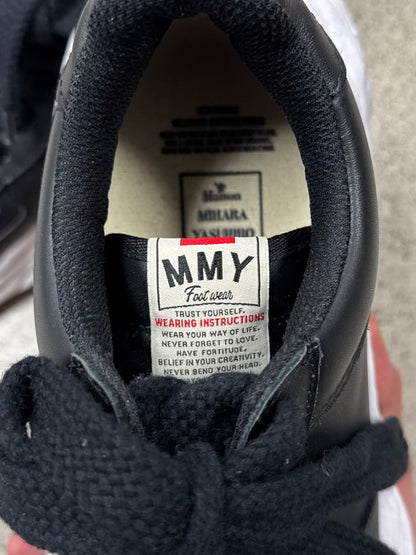 Maison
MIHARA
YASUHIRO
MMY
Foot wear
TRUST YOURSELF.
WEARING INSTRUCTIONS
WEAR YOUR WAY OF LIFE.
NEVER FORGET TO LOVE.
HAVE FORTITUDE.
BELIEF IN YOUR CREATIVITY.
NEVER BEND YOUR HEAD.